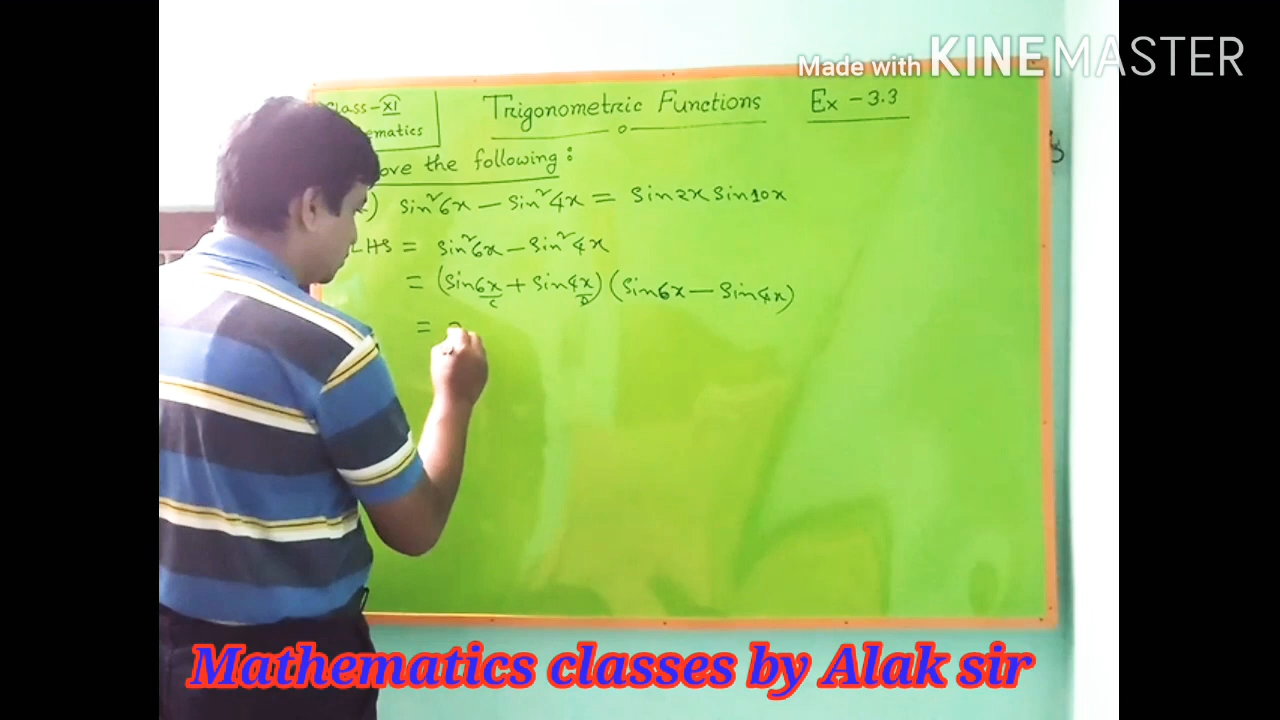 Made with KINEMASTER
Class-XI Trigonometric Functions Ex - 3.3
the following:
) sin²6x - sin²4x = sin2x sin10x
LHS = sin²6x - sin²4x
= (sin6x + sin4x) (sin6x - sin4x)
C D
=
Mathematics classes by Alak sir